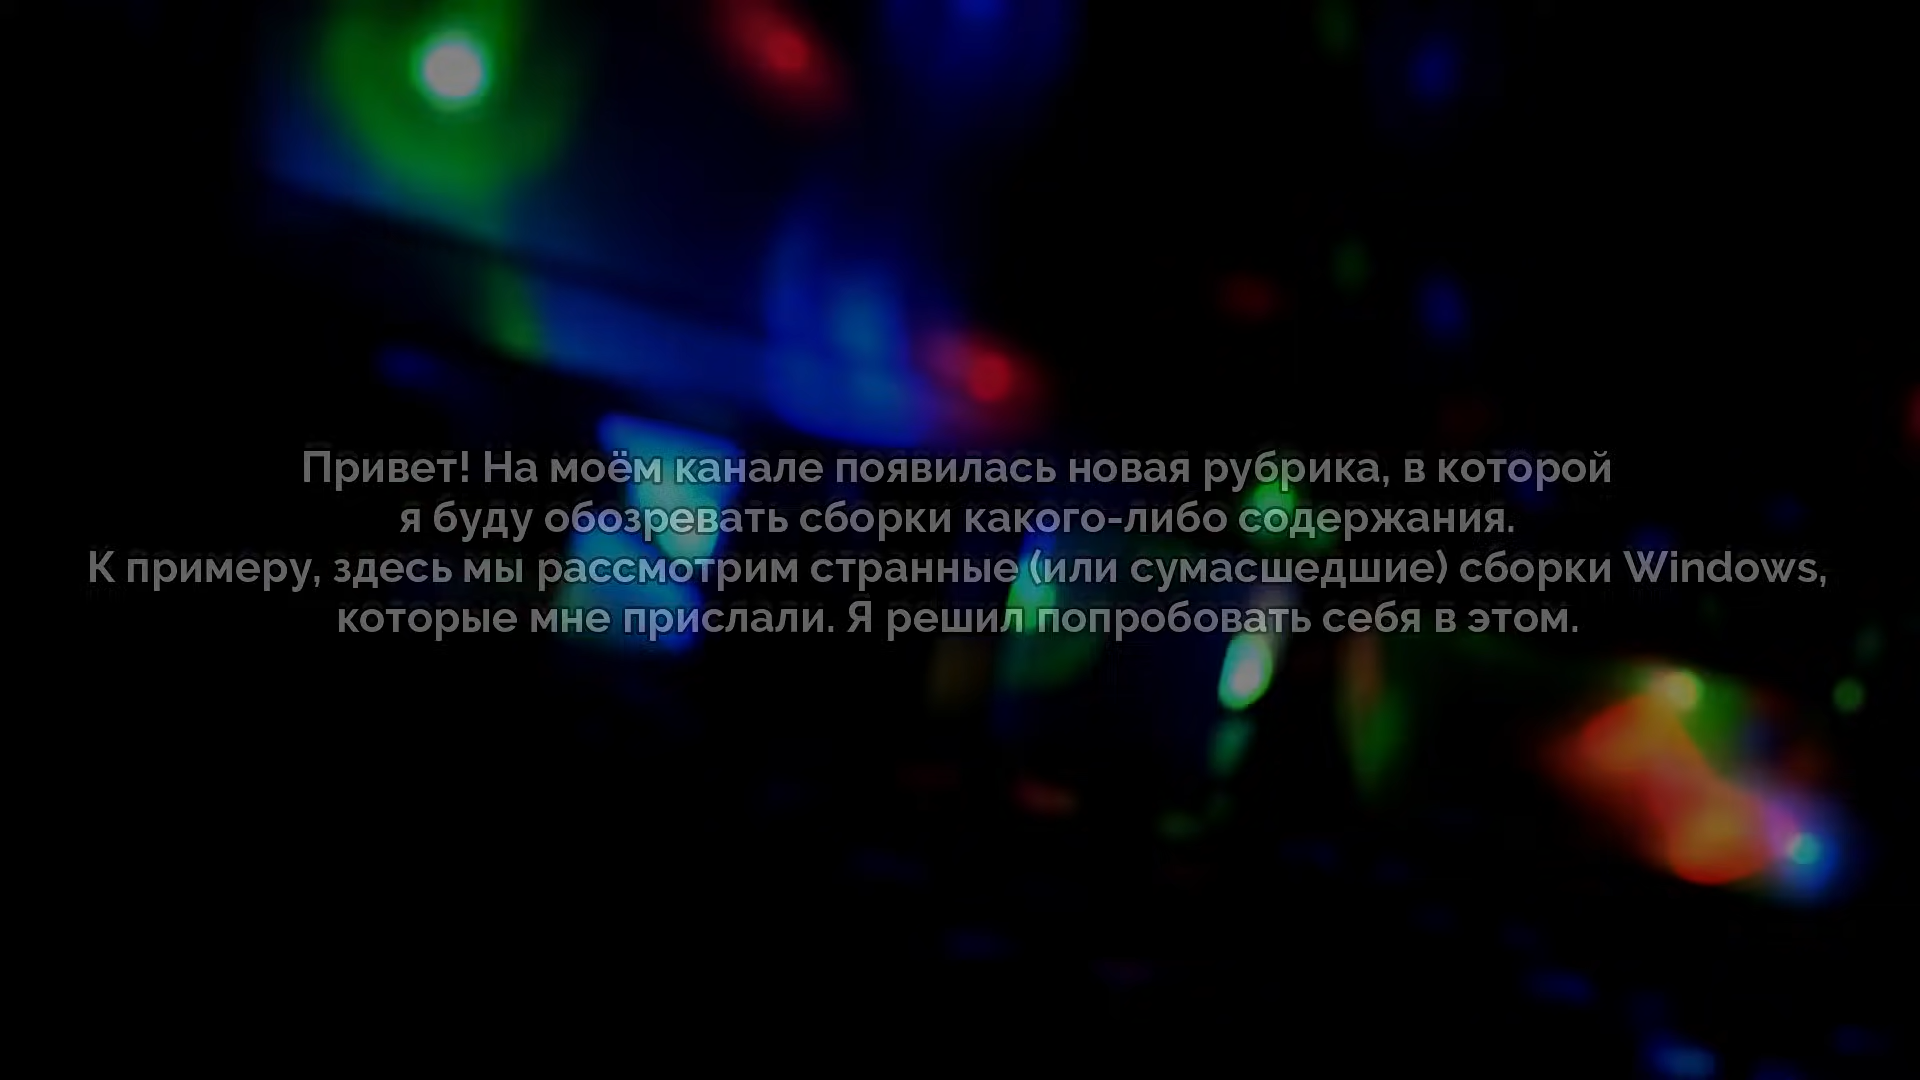 Привет! На моём канале появилась новая рубрика, в которой
я буду обозревать сборки какого-либо содержания.
К примеру, здесь мы рассмотрим странные (или сумасшедшие) сборки Windows,
которые мне прислали. Я решил попробовать себя в этом.